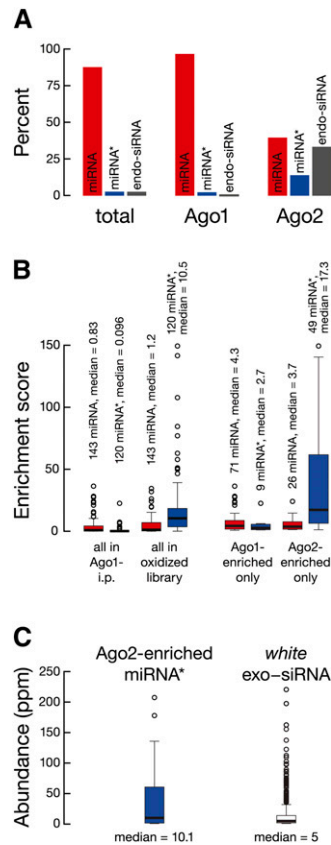 A
Percent
100
75
50
25
0
miRNA
miRNA*
endo-siRNA
miRNA
miRNA*
endo-siRNA
miRNA
miRNA*
endo-siRNA
total
Ago1
Ago2
B
Enrichment score
150
100
50
0
143 miRNA, median = 0.83
120 miRNA*, median = 0.096
143 miRNA, median = 1.2
120 miRNA*,
median = 10.5
71 miRNA, median = 4.3
9 miRNA*, median = 2.7
26 miRNA, median = 3.7
49 miRNA*,
median = 17.3
all in
Ago1-
i.p.
all in
oxidized
library
Ago1-
enriched
only
Ago2-
enriched
only
C
Abundance (ppm)
250
200
150
100
50
0
Ago2-enriched
miRNA*
white
exo–siRNA
median = 10.1
median = 5